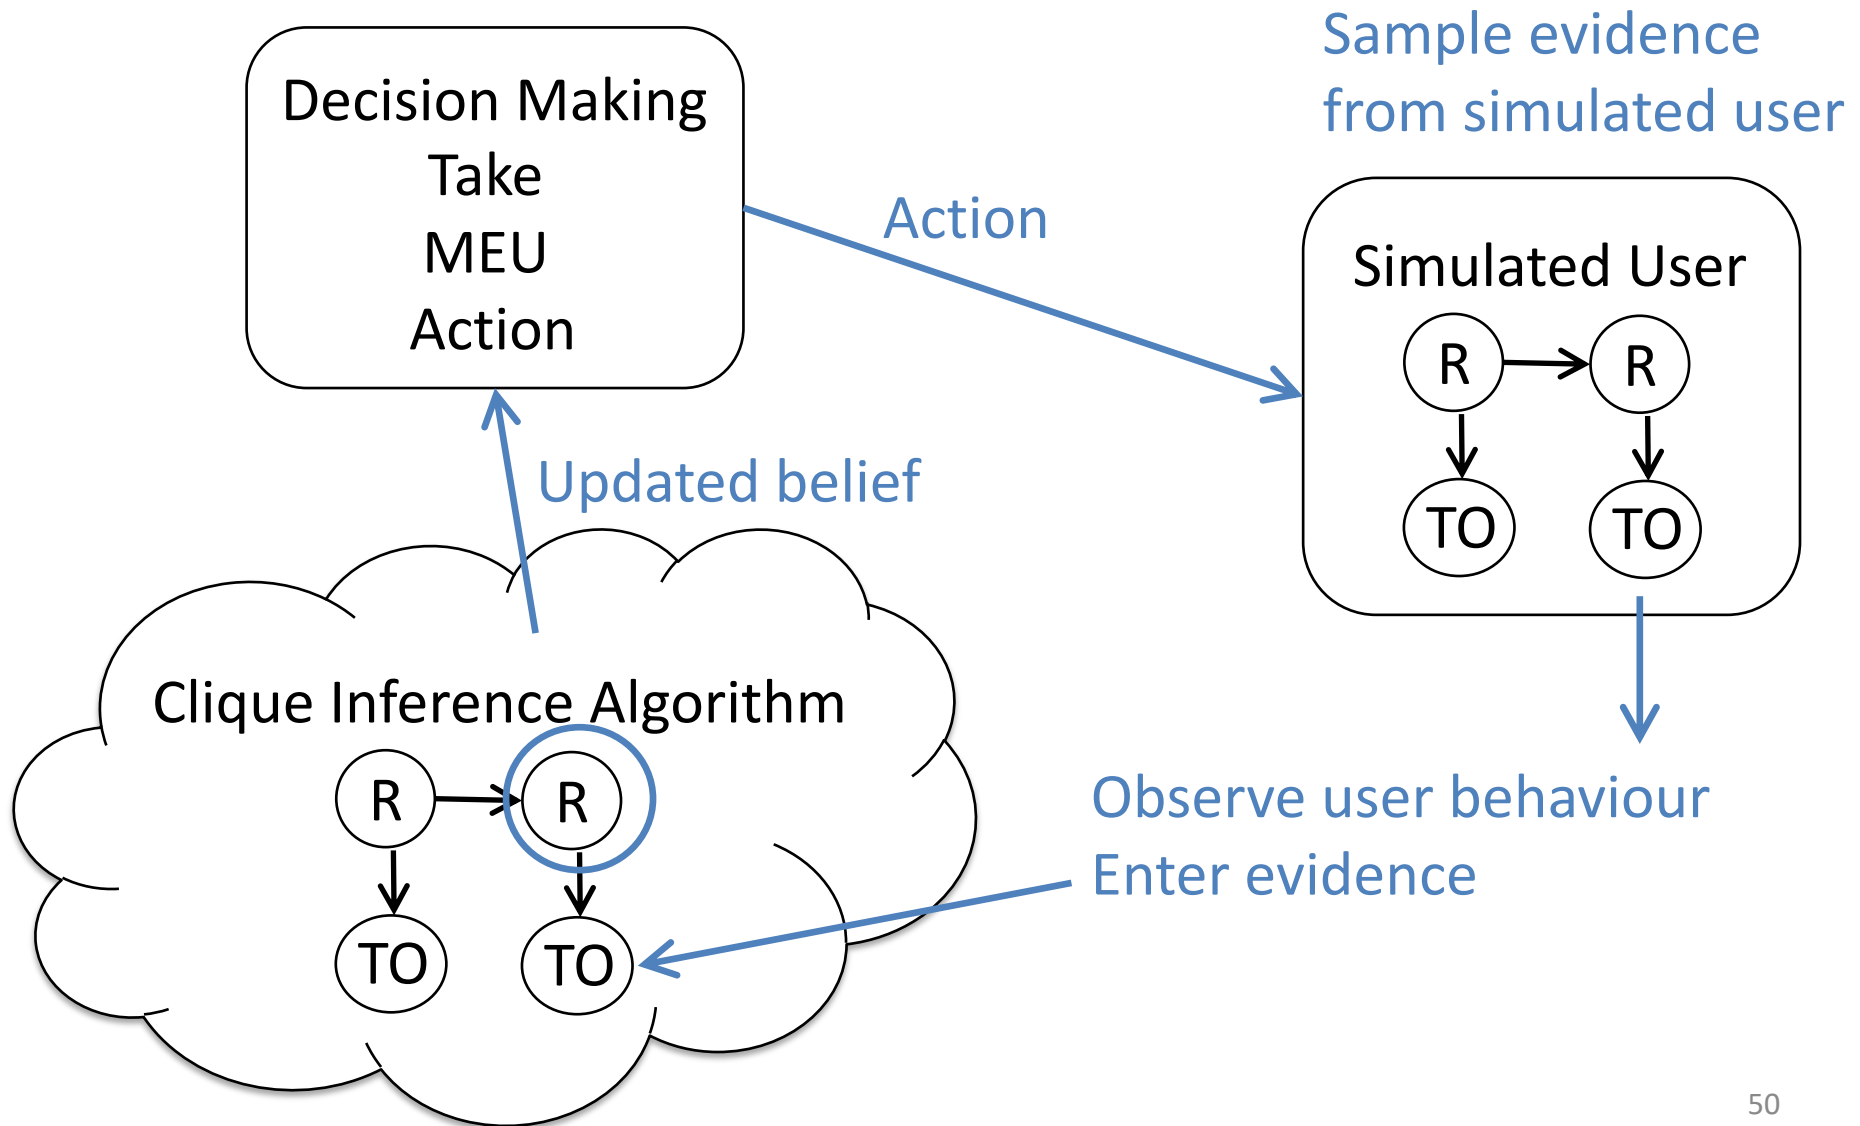 Decision Making
Take
MEU
Action
Sample evidence
from simulated user
Action
Simulated User
R
R
TO
TO
Updated belief
Clique Inference Algorithm
R
R
TO
TO
Observe user behaviour
Enter evidence
50